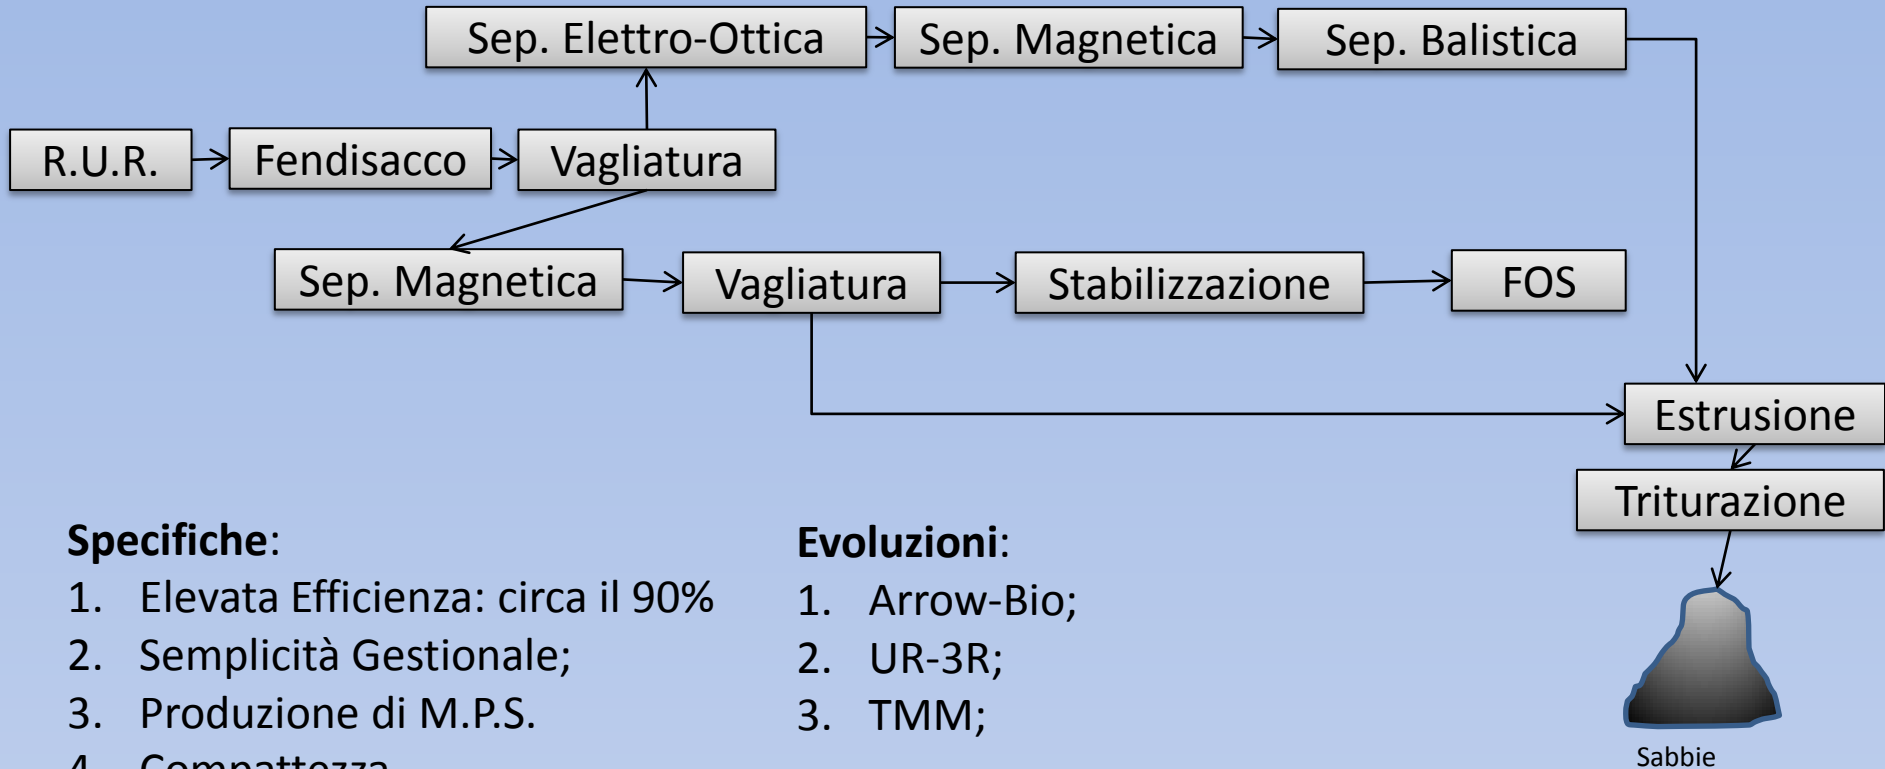 Sep. Elettro-Ottica
Sep. Magnetica
Sep. Balistica
R.U.R.
Fendisacco
Vagliatura
Sep. Magnetica
Vagliatura
Stabilizzazione
FOS
Estrusione
Triturazione
Specifiche:
1. Elevata Efficienza: circa il 90%
2. Semplicità Gestionale;
3. Produzione di M.P.S.
4. Compattezza
Evoluzioni:
1. Arrow-Bio;
2. UR-3R;
3. TMM;
Sabbie